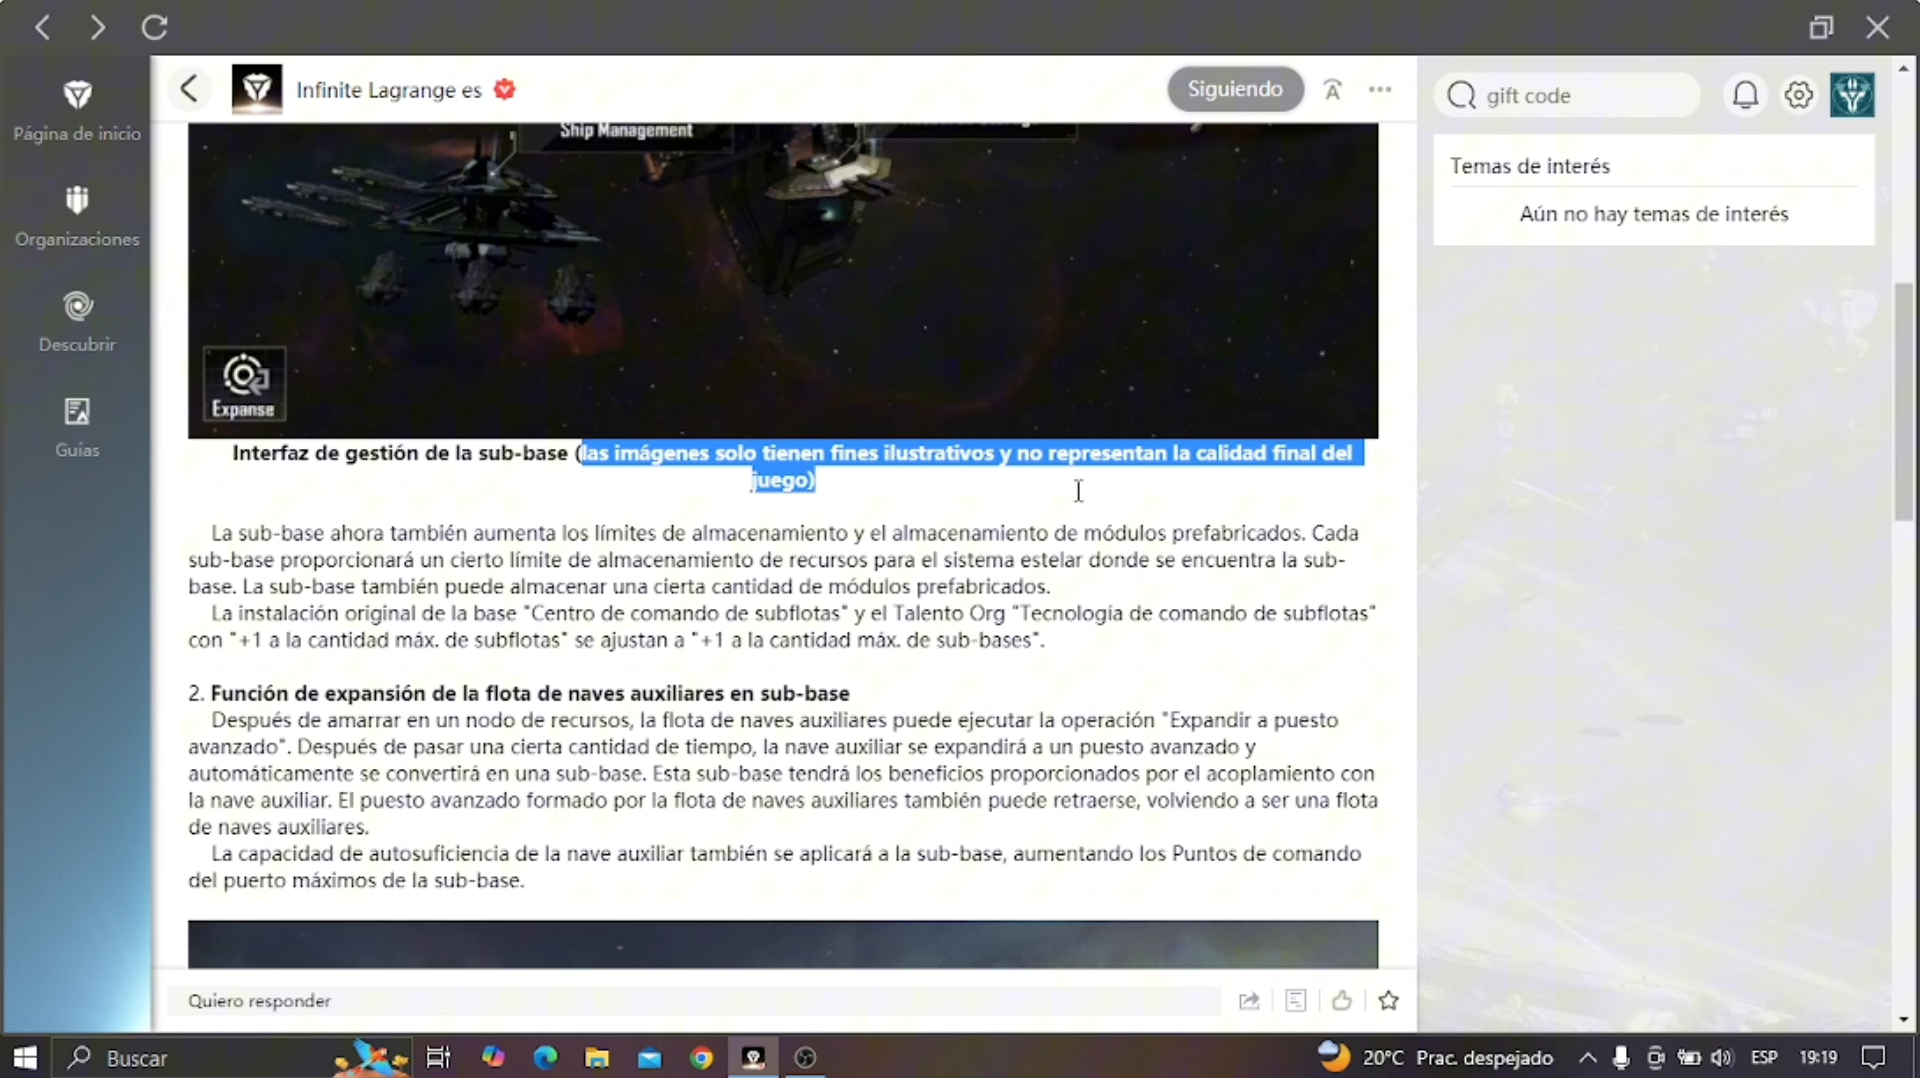 Infinite Lagrange es
Siguiendo
gift code
Página de inicio
Organizaciones
Descubrir
Guías
Ship Management
Expanse
Temas de interés
Aún no hay temas de interés
Interfaz de gestión de la sub-base (las imágenes solo tienen fines ilustrativos y no representan la calidad final del
juego)
La sub-base ahora también aumenta los límites de almacenamiento y el almacenamiento de módulos prefabricados. Cada
sub-base proporcionará un cierto límite de almacenamiento de recursos para el sistema estelar donde se encuentra la sub-
base. La sub-base también puede almacenar una cierta cantidad de módulos prefabricados.
La instalación original de la base "Centro de comando de subflotas" y el Talento Org "Tecnología de comando de subflotas"
con "+1 a la cantidad máx. de subflotas" se ajustan a "+1 a la cantidad máx. de sub-bases".
2. Función de expansión de la flota de naves auxiliares en sub-base
Después de amarrar en un nodo de recursos, la flota de naves auxiliares puede ejecutar la operación "Expandir a puesto
avanzado". Después de pasar una cierta cantidad de tiempo, la nave auxiliar se expandirá a un puesto avanzado y
automáticamente se convertirá en una sub-base. Esta sub-base tendrá los beneficios proporcionados por el acoplamiento con
la nave auxiliar. El puesto avanzado formado por la flota de naves auxiliares también puede retraerse, volviendo a ser una flota
de naves auxiliares.
La capacidad de autosuficiencia de la nave auxiliar también se aplicará a la sub-base, aumentando los Puntos de comando
del puerto máximos de la sub-base.
Quiero responder
Buscar
20°C Prac. despejado
ESP
19:19